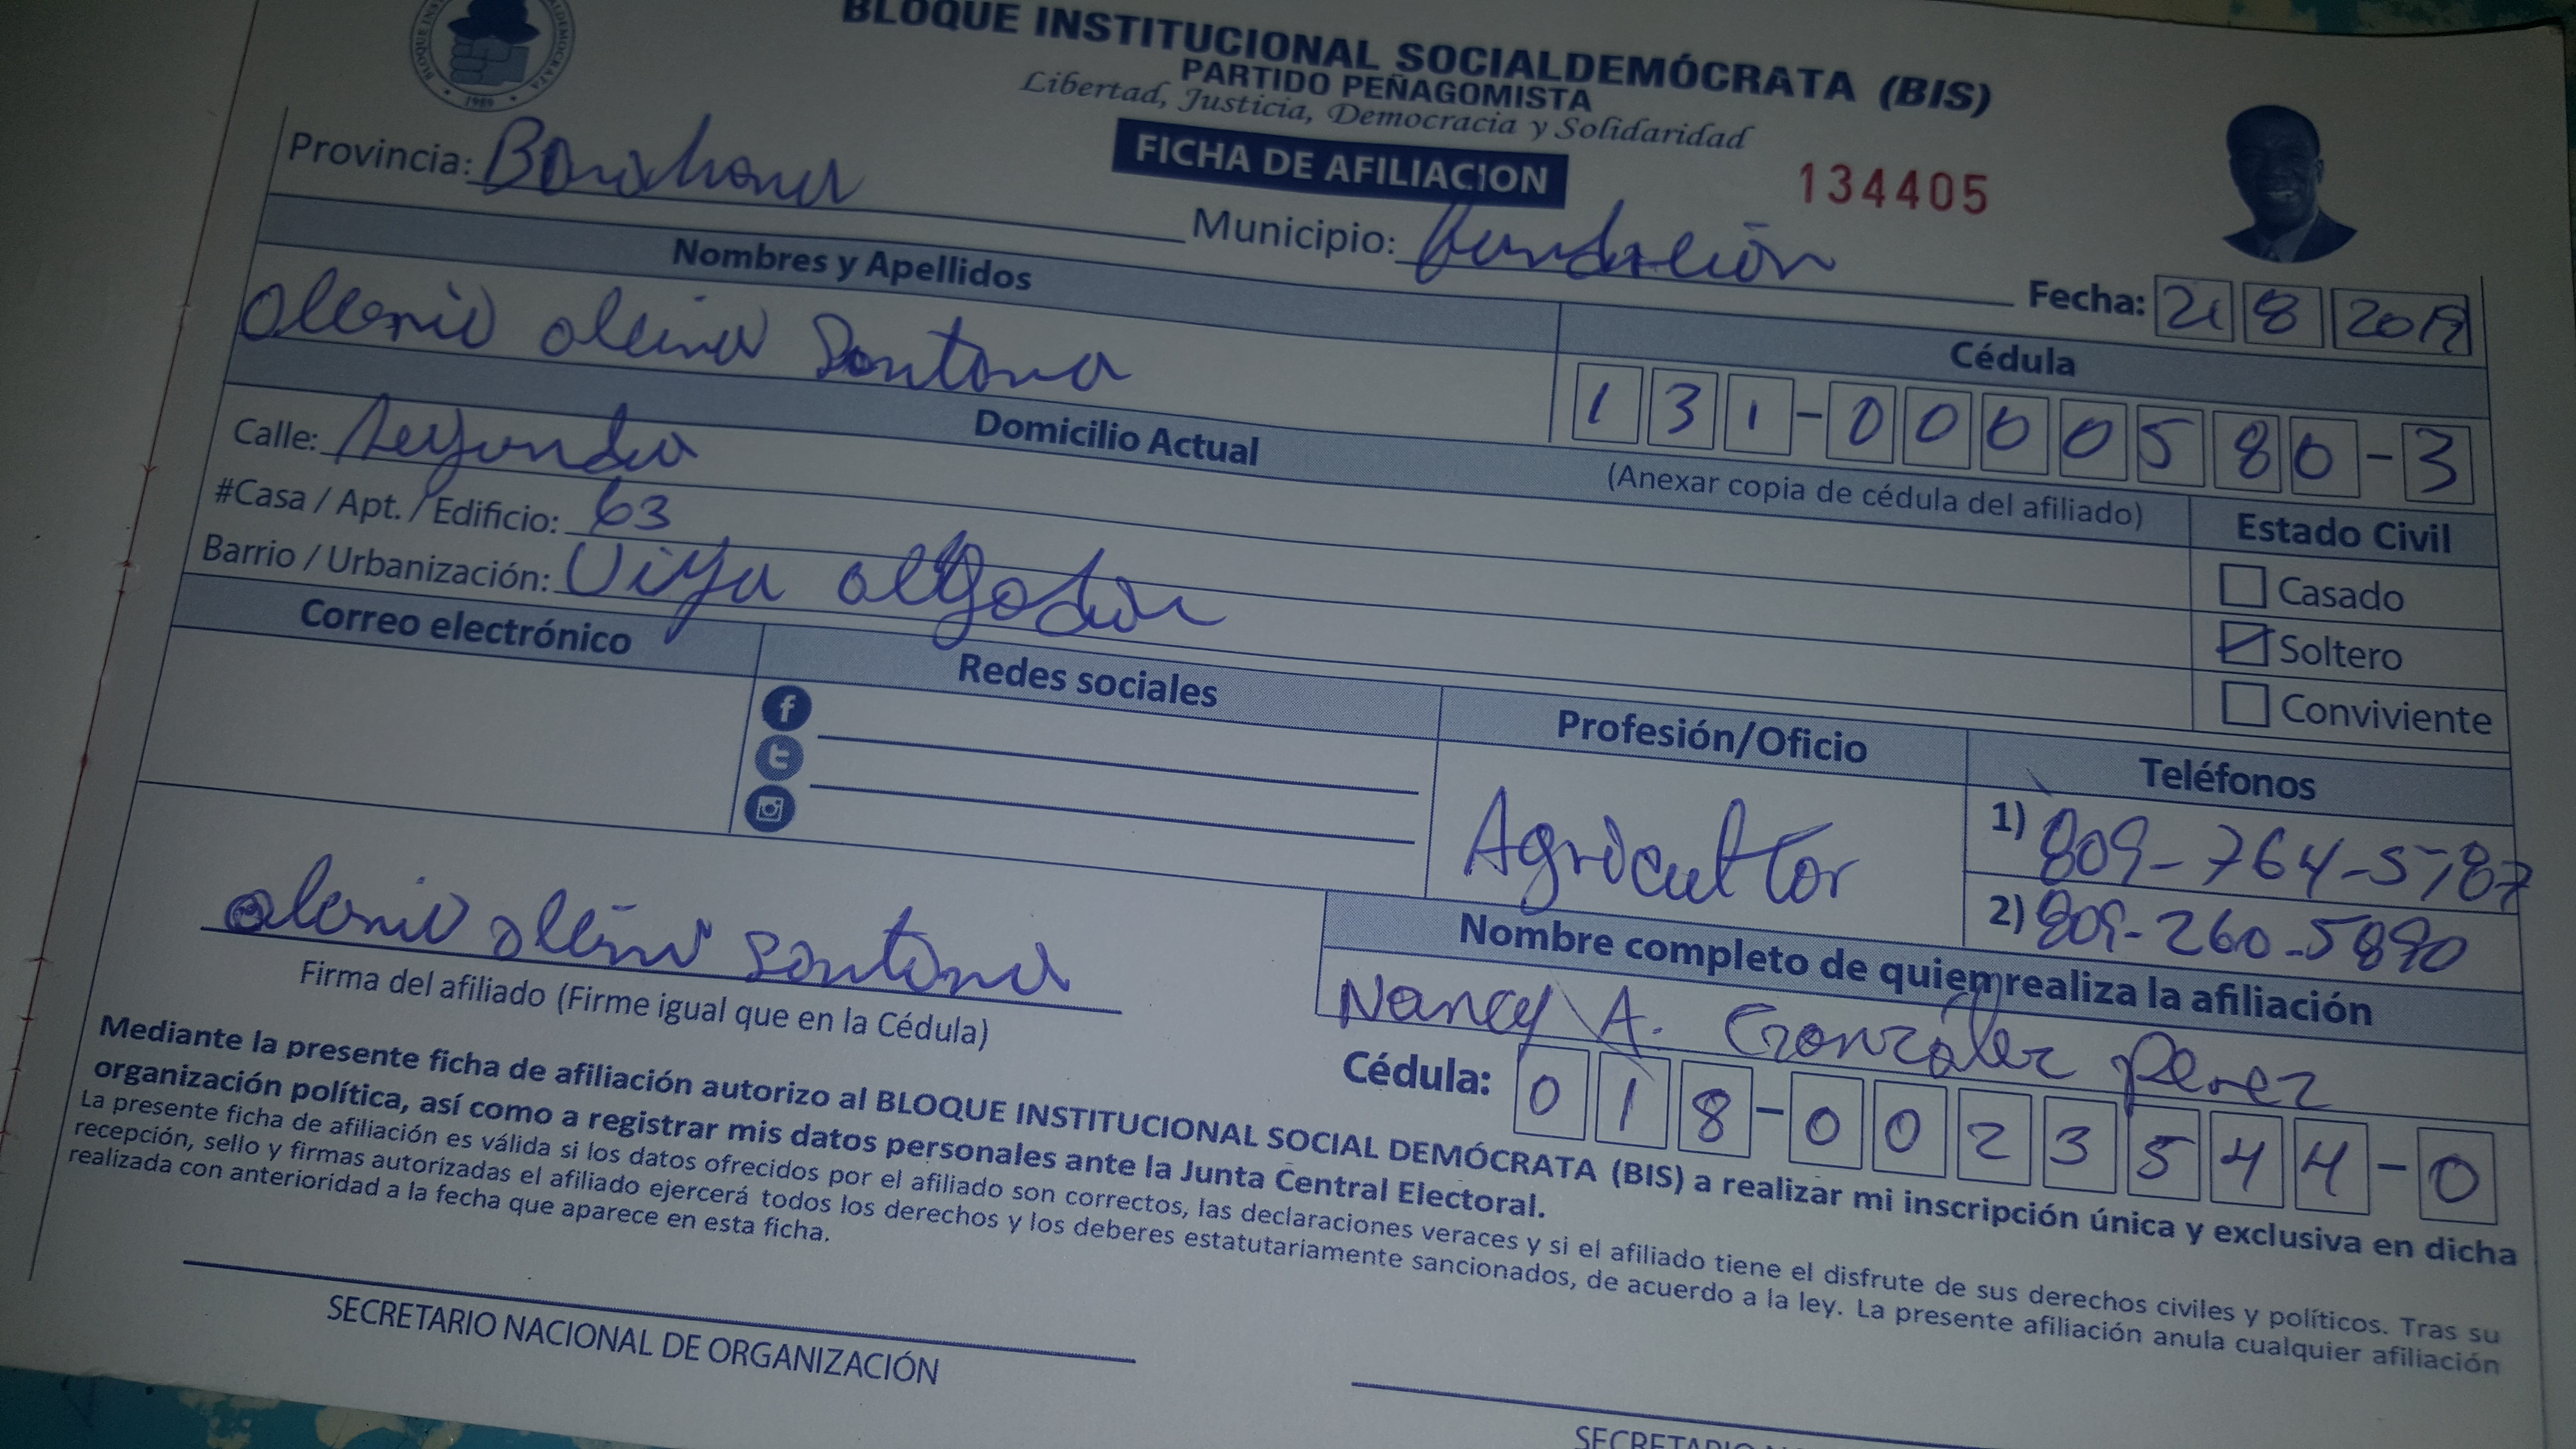 BLOQUE INSTITUCIONAL SOCIALDEMÓCRATA (BIS)
PARTIDO PEÑAGOMISTA
Libertad, Justicia, Democracia y Solidaridad
FICHA DE AFILIACION
134405
1989
Provincia: Barahona
Municipio: Fundación
Fecha: 21 8 2019
Nombres y Apellidos
Santana
Cédula
131-0000580-3
(Anexar copia de cédula del afiliado)
Domicilio Actual
Calle: Segunda
#Casa / Apt. / Edificio: 63
Barrio / Urbanización: Viya algodon
Estado Civil
Casado
Soltero
Conviviente
Correo electrónico
Redes sociales
Profesión/Oficio
Agricultor
Teléfonos
1) 809-764-5787
2) 809-260-5890
Santana
Firma del afiliado (Firme igual que en la Cédula)
Nombre completo de quien realiza la afiliación
Nancy A. González Perez
Cédula: 018-0023544-0
Mediante la presente ficha de afiliación autorizo al BLOQUE INSTITUCIONAL SOCIAL DEMÓCRATA (BIS) a realizar mi inscripción única y exclusiva en dicha
organización política, así como a registrar mis datos personales ante la Junta Central Electoral.
La presente ficha de afiliación es válida si los datos ofrecidos por el afiliado son correctos, las declaraciones veraces y si el afiliado tiene el disfrute de sus derechos civiles y políticos. Tras su
recepción, sello y firmas autorizadas el afiliado ejercerá todos los derechos y los deberes estatutariamente sancionados, de acuerdo a la ley. La presente afiliación anula cualquier afiliación
realizada con anterioridad a la fecha que aparece en esta ficha.
SECRETARIO NACIONAL DE ORGANIZACIÓN